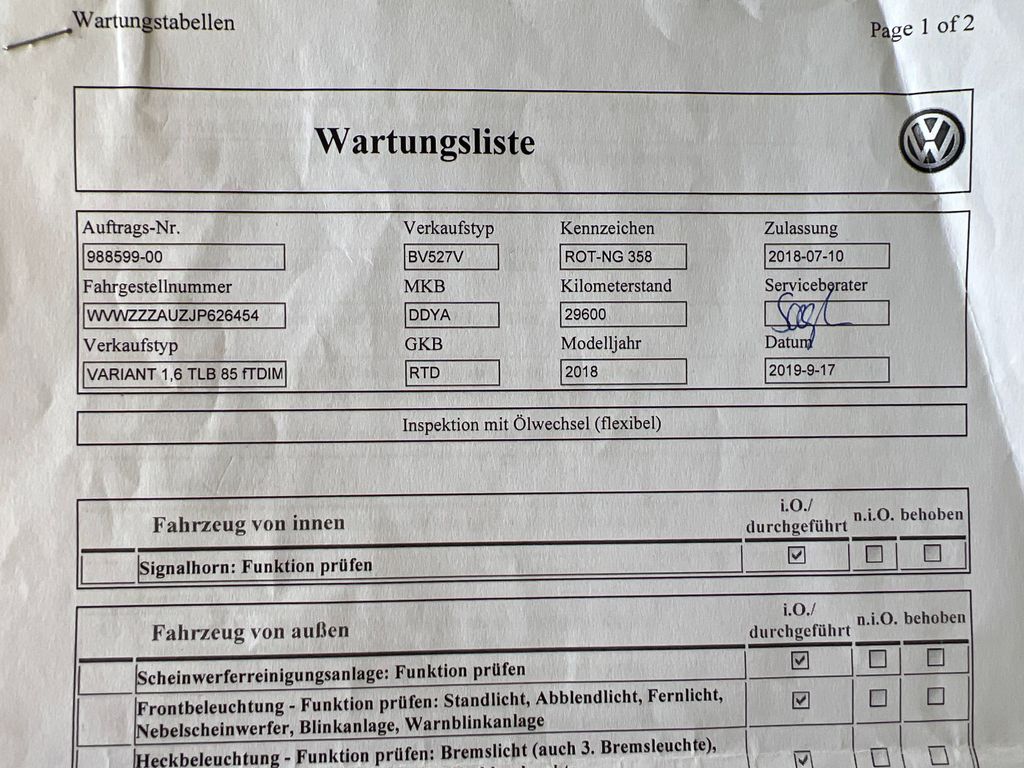 Wartungstabellen
Page 1 of 2
Wartungsliste
Auftrags-Nr. Verkaufstyp Kennzeichen Zulassung
988599-00 BV527V ROT-NG 358 2018-07-10
Fahrgestellnummer MKB Kilometerstand Serviceberater
WVWZZZAUZJP626454 DDYA 29600
Verkaufstyp GKB Modelljahr Datum
VARIANT 1,6 TLB 85 fTDIM RTD 2018 2019-9-17
Inspektion mit Ölwechsel (flexibel)
Fahrzeug von innen i.O./ durchgeführt n.i.O. behoben
Signalhorn: Funktion prüfen
Fahrzeug von außen i.O./ durchgeführt n.i.O. behoben
Scheinwerferreinigungsanlage: Funktion prüfen
Frontbeleuchtung - Funktion prüfen: Standlicht, Abblendlicht, Fernlicht,
Nebelscheinwerfer, Blinkanlage, Warnblinkanlage
Heckbeleuchtung - Funktion prüfen: Bremslicht (auch 3. Bremsleuchte),